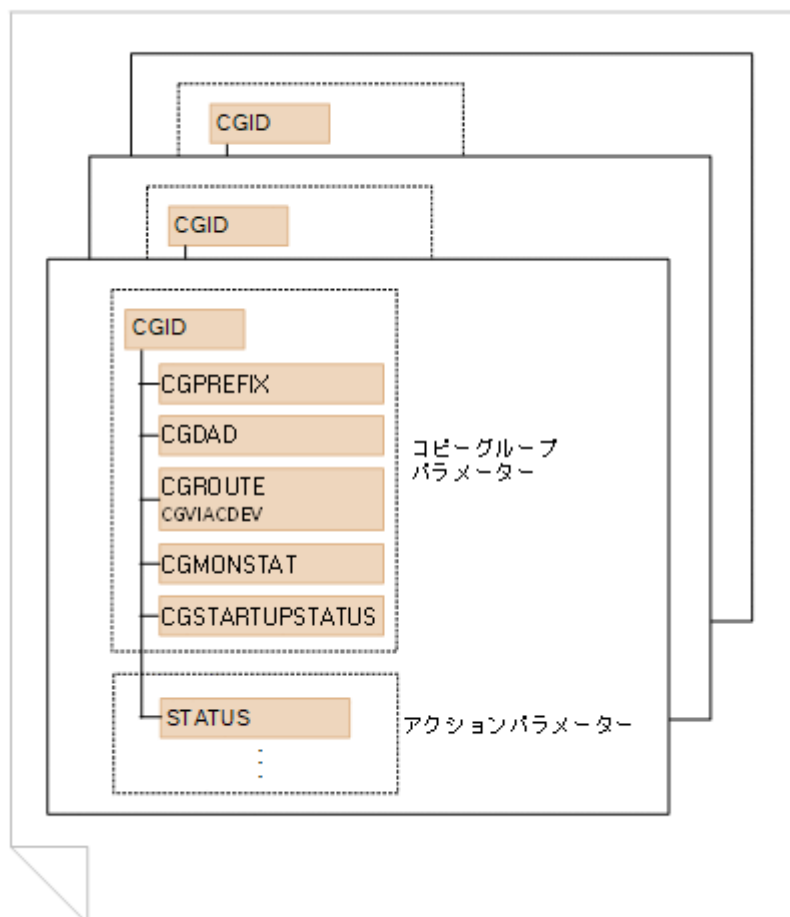 CGID
CGID
CGID
CGPREFIX
CGDAD
CGROUTE
CGVIACDEV
CGMONSTAT
CGSTARTUPSTATUS
コピーグループ
パラメーター
STATUS
アクションパラメーター